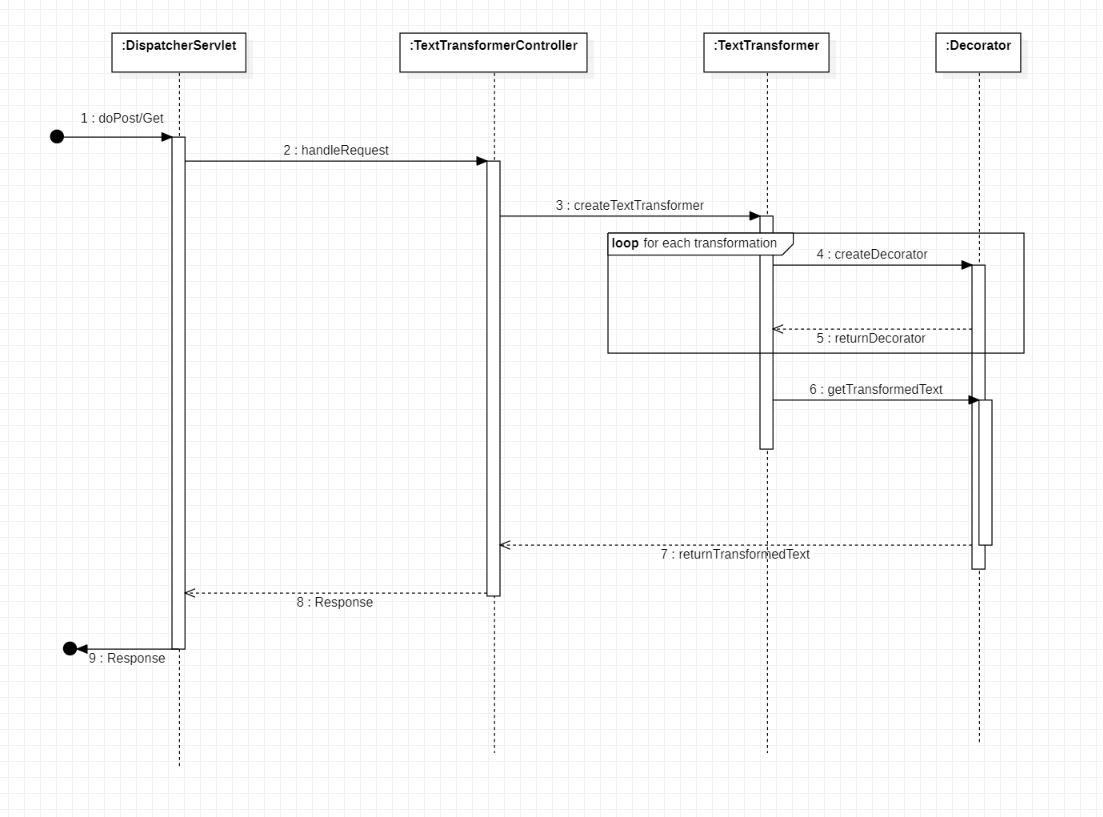 :DispatcherServlet
:TextTransformerController
:TextTransformer
:Decorator
1 : doPost/Get
2 : handleRequest
3 : createTextTransformer
loop for each transformation
4 : createDecorator
5 : returnDecorator
6 : getTransformedText
7 : returnTransformedText
8 : Response
9 : Response